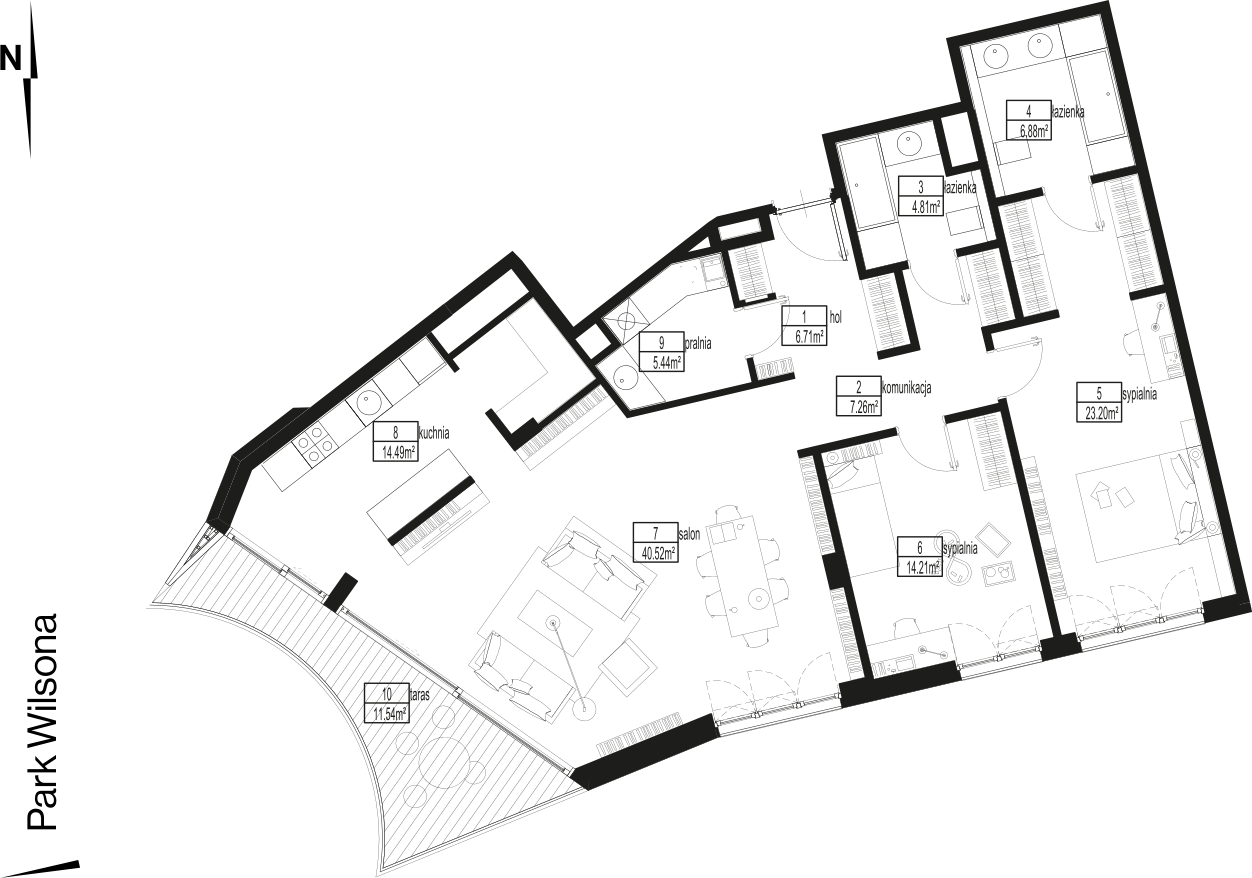 N
4 łazienka
6.88m²
3 łazienka
4.81m²
1 hol
6.71m²
9 pralnia
5.44m²
2 komunikacja
7.26m²
5 sypialnia
23.20m²
8 kuchnia
14.49m²
7 salon
40.52m²
6 sypialnia
14.21m²
10 taras
11.54m²
Park Wilsona